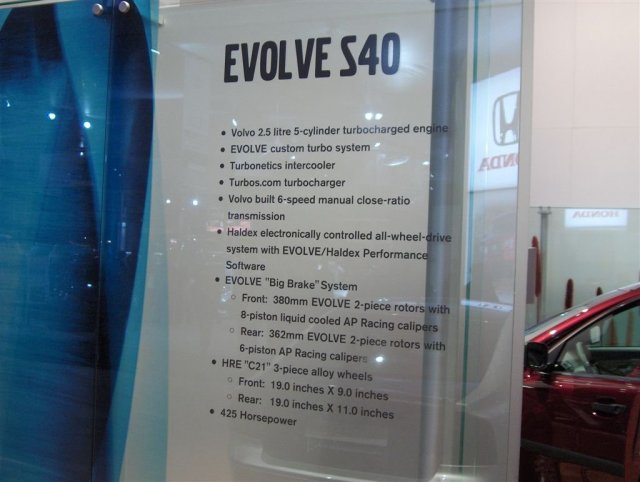 EVOLVE S40
• Volvo 2.5 litre 5-cylinder turbocharged engine
• EVOLVE custom turbo system
• Turbonetics intercooler
• Turbos.com turbocharger
• Volvo built 6-speed manual close-ratio
transmission
• Haldex electronically controlled all-wheel-drive
system with EVOLVE/Haldex Performance
Software
• EVOLVE "Big Brake" System
○ Front: 380mm EVOLVE 2-piece rotors with
8-piston liquid cooled AP Racing calipers
○ Rear: 362mm EVOLVE 2-piece rotors with
6-piston AP Racing calipers
• HRE "C21" 3-piece alloy wheels
○ Front: 19.0 inches X 9.0 inches
○ Rear: 19.0 inches X 11.0 inches
• 425 Horsepower
HONDA
HONDA